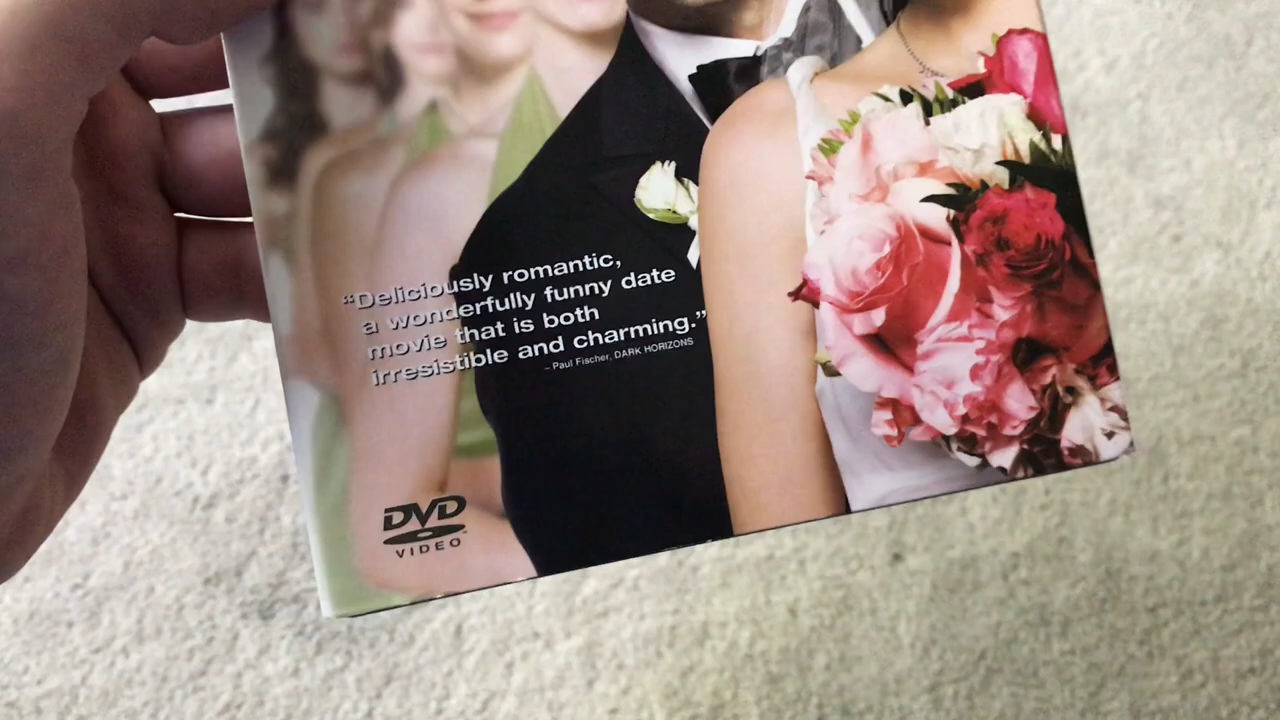 “Deliciously romantic,
a wonderfully funny date
movie that is both
irresistible and charming.”
– Paul Fischer, DARK HORIZONS
DVD
VIDEO